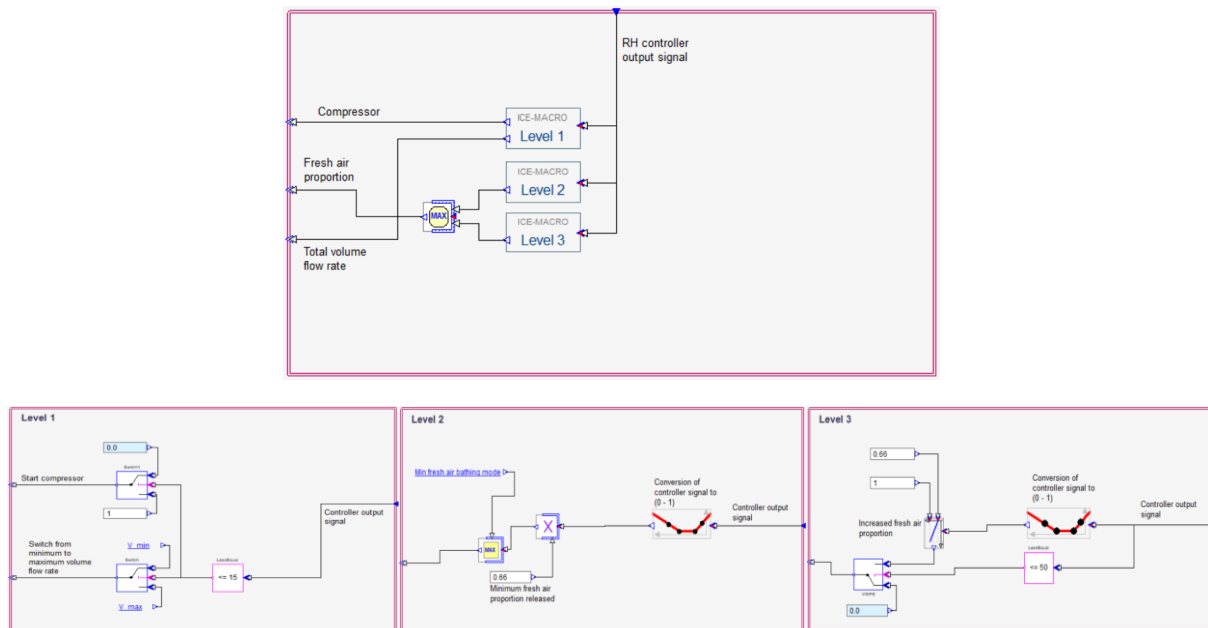 RH controller
output signal
Compressor
ICE-MACRO
Level 1
Fresh air
proportion
ICE-MACRO
Level 2
MAX
ICE-MACRO
Level 3
Total volume
flow rate
Level 1
0.0
Switch1
Start compressor
1
Controller output
signal
Switch from
minimum to
maximum volume
flow rate
V_min
Switch
LessEqual
<= 15
V_max
Level 2
Min fresh air bathing mode
Conversion of
controller signal to
(0 - 1)
Controller output
signal
X
MAX
0.66
Minimum fresh air
proportion released
Level 3
0.66
1
Conversion of
controller signal to
(0 - 1)
Controller output
signal
Increased fresh air
proportion
LessEqual
<= 50
0.0